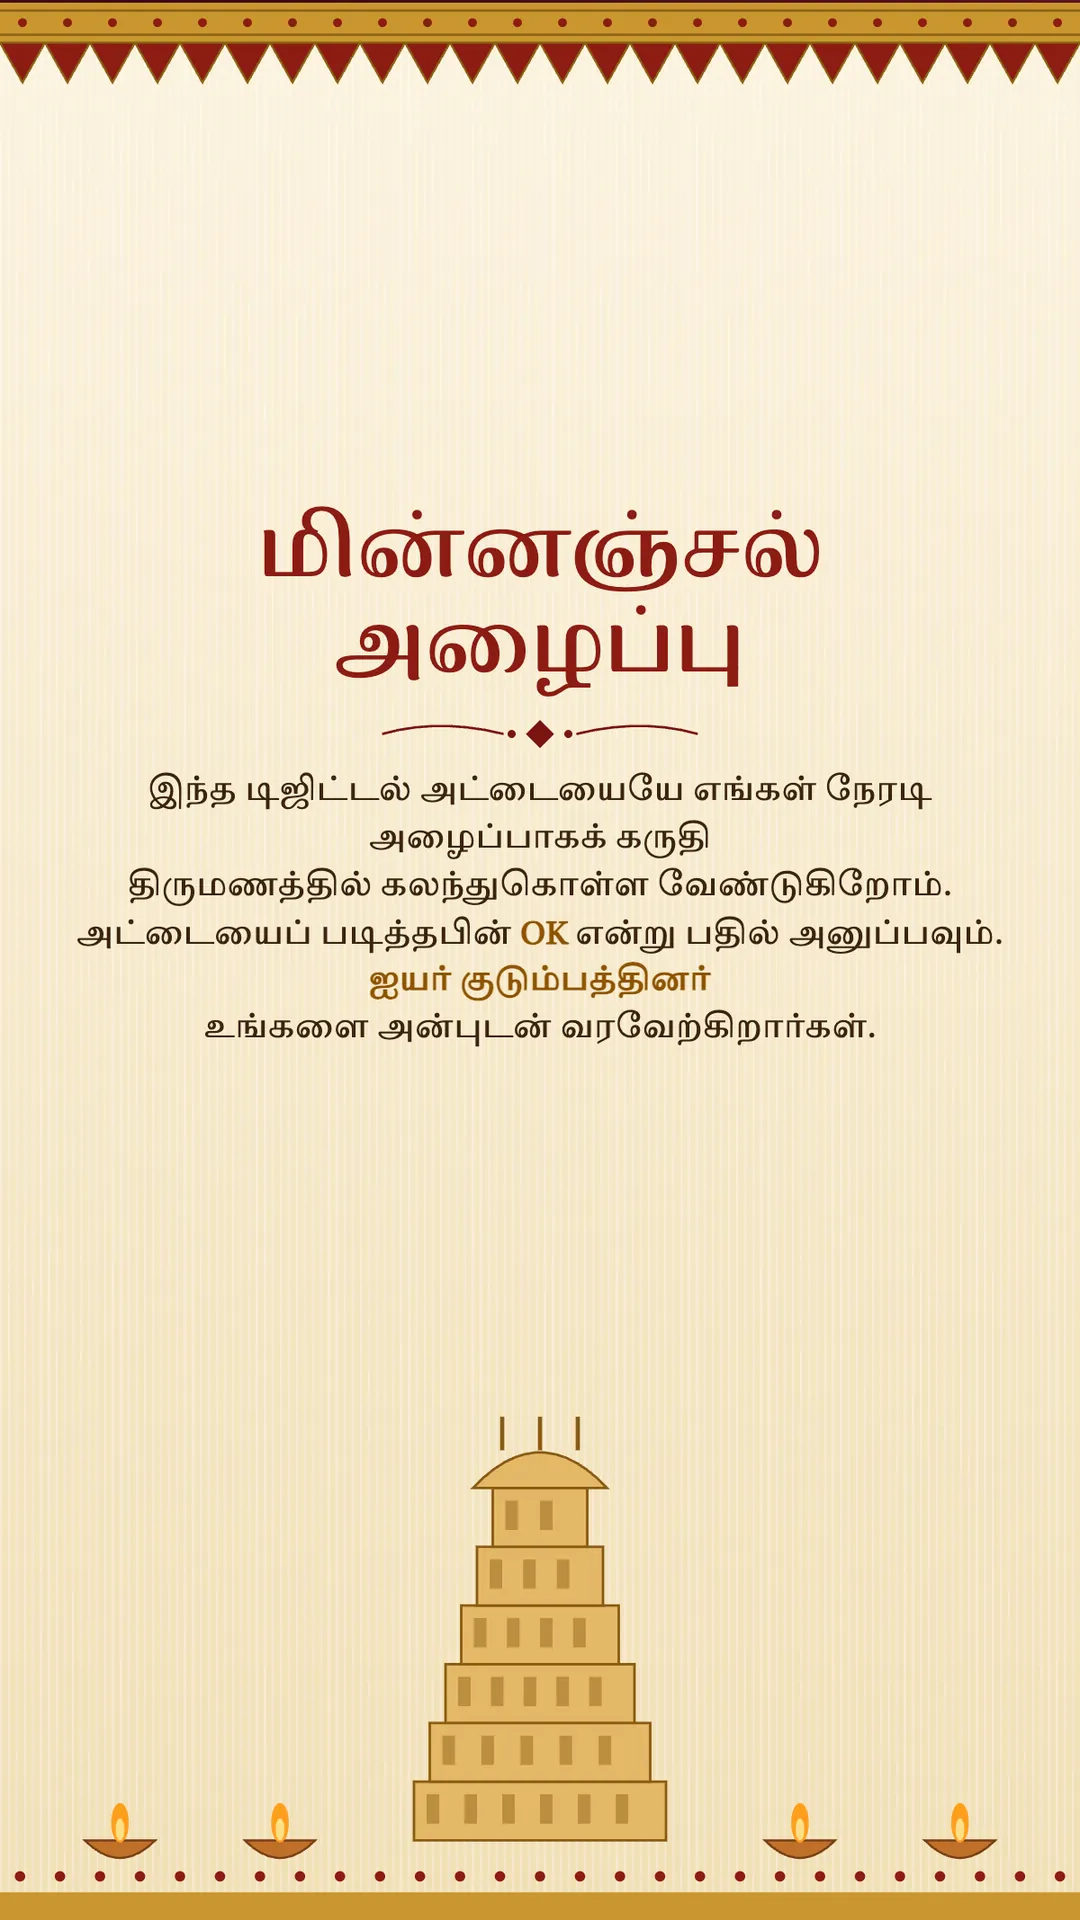 மின்னஞ்சல்
அழைப்பு
இந்த டிஜிட்டல் அட்டையையே எங்கள் நேரடி
அழைப்பாகக் கருதி
திருமணத்தில் கலந்துகொள்ள வேண்டுகிறோம்.
அட்டையைப் படித்தபின் OK என்று பதில் அனுப்பவும்.
ஐயர் குடும்பத்தினர்
உங்களை அன்புடன் வரவேற்கிறார்கள்.